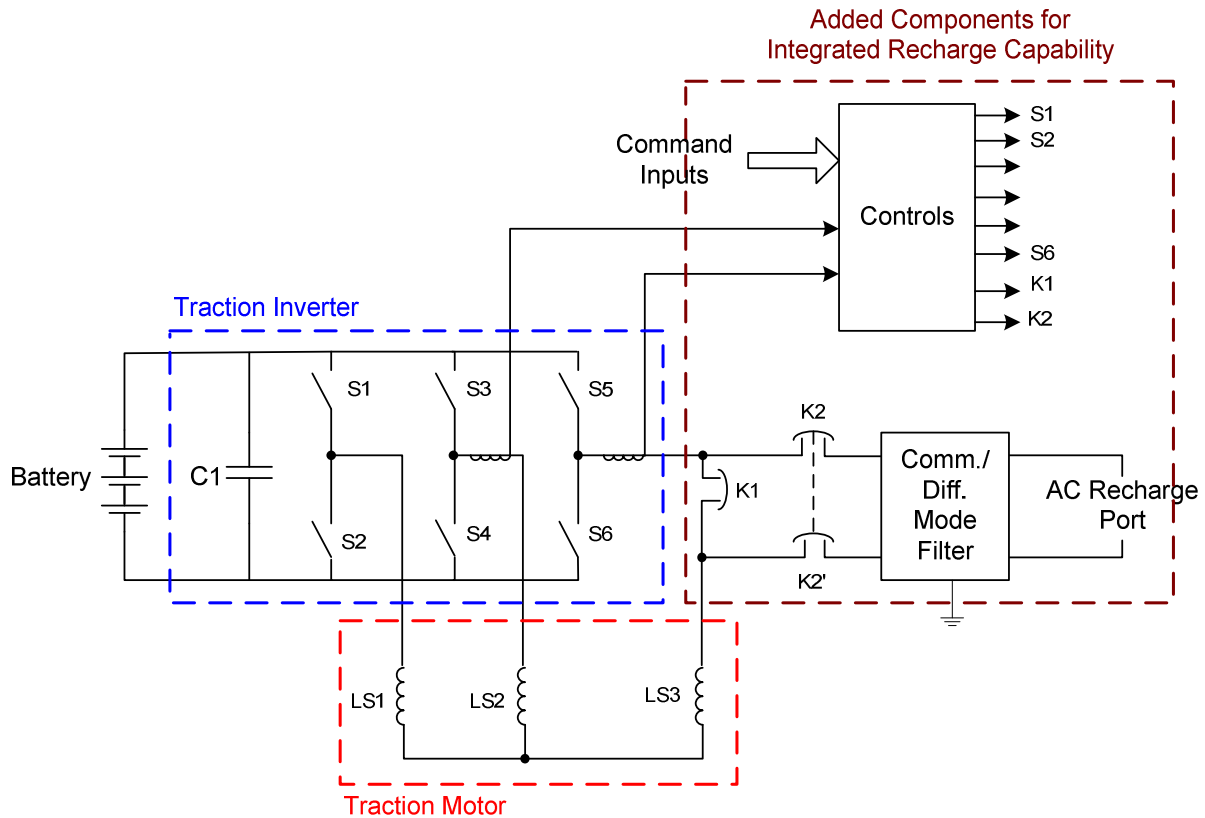 Added Components for
Integrated Recharge Capability
Command
Inputs
Controls
S1
S2
S6
K1
K2
Traction Inverter
S1
S3
S5
Battery
C1
S2
S4
S6
K2
K1
K2'
Comm./
Diff.
Mode
Filter
AC Recharge
Port
LS1
LS2
LS3
Traction Motor